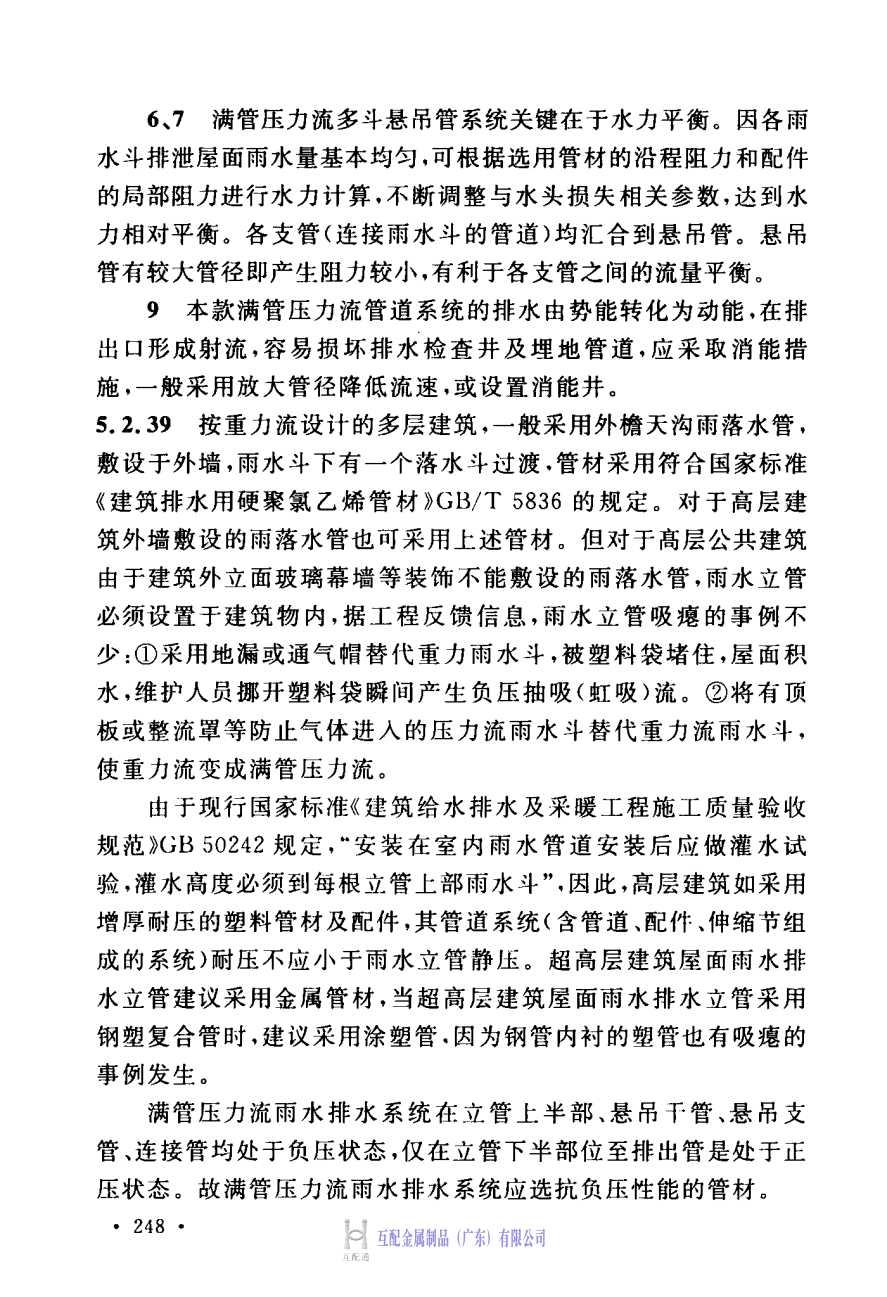 6、7　满管压力流多斗悬吊管系统关键在于水力平衡。因各雨
水斗排泄屋面雨水量基本均匀,可根据选用管材的沿程阻力和配件
的局部阻力进行水力计算,不断调整与水头损失相关参数,达到水
力相对平衡。各支管(连接雨水斗的管道)均汇合到悬吊管。悬吊
管有较大管径即产生阻力较小,有利于各支管之间的流量平衡。
9　本款满管压力流管道系统的排水由势能转化为动能,在排
出口形成射流,容易损坏排水检查井及埋地管道,应采取消能措
施,一般采用放大管径降低流速,或设置消能井。
5.2.39　按重力流设计的多层建筑,一般采用外檐天沟雨落水管,
敷设于外墙,雨水斗下有一个落水斗过渡,管材采用符合国家标准
《建筑排水用硬聚氯乙烯管材》GB/T 5836 的规定。对于高层建
筑外墙敷设的雨落水管也可采用上述管材。但对于高层公共建筑
由于建筑外立面玻璃幕墙等装饰不能敷设的雨落水管,雨水立管
必须设置于建筑物内,据工程反馈信息,雨水立管吸瘪的事例不
少:①采用地漏或通气帽替代重力雨水斗,被塑料袋堵住,屋面积
水,维护人员挪开塑料袋瞬间产生负压抽吸(虹吸)流。②将有顶
板或整流罩等防止气体进入的压力流雨水斗替代重力流雨水斗,
使重力流变成满管压力流。
由于现行国家标准《建筑给水排水及采暖工程施工质量验收
规范》GB 50242 规定,“安装在室内雨水管道安装后应做灌水试
验,灌水高度必须到每根立管上部雨水斗”,因此,高层建筑如采用
增厚耐压的塑料管材及配件,其管道系统(含管道、配件、伸缩节组
成的系统)耐压不应小于雨水立管静压。超高层建筑屋面雨水排
水立管建议采用金属管材,当超高层建筑屋面雨水排水立管采用
钢塑复合管时,建议采用涂塑管,因为钢管内衬的塑管也有吸瘪的
事例发生。
满管压力流雨水排水系统在立管上半部、悬吊干管、悬吊支
管、连接管均处于负压状态,仅在立管下半部位至排出管是处于正
压状态。故满管压力流雨水排水系统应选抗负压性能的管材。
• 248 •
互配通
互配金属制品（广东）有限公司